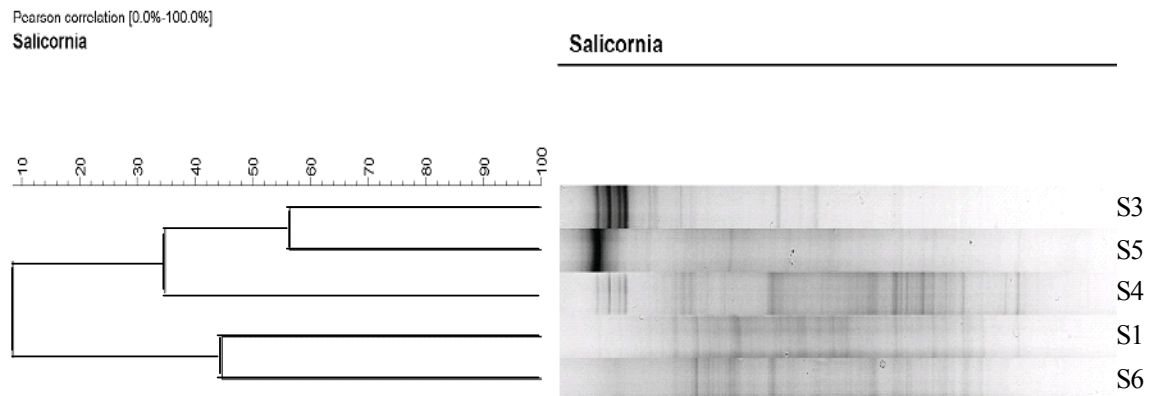 Pearson correlation [0.0%-100.0%]
Salicornia
Salicornia
10 20 30 40 50 60 70 80 90 100
S3
S5
S4
S1
S6